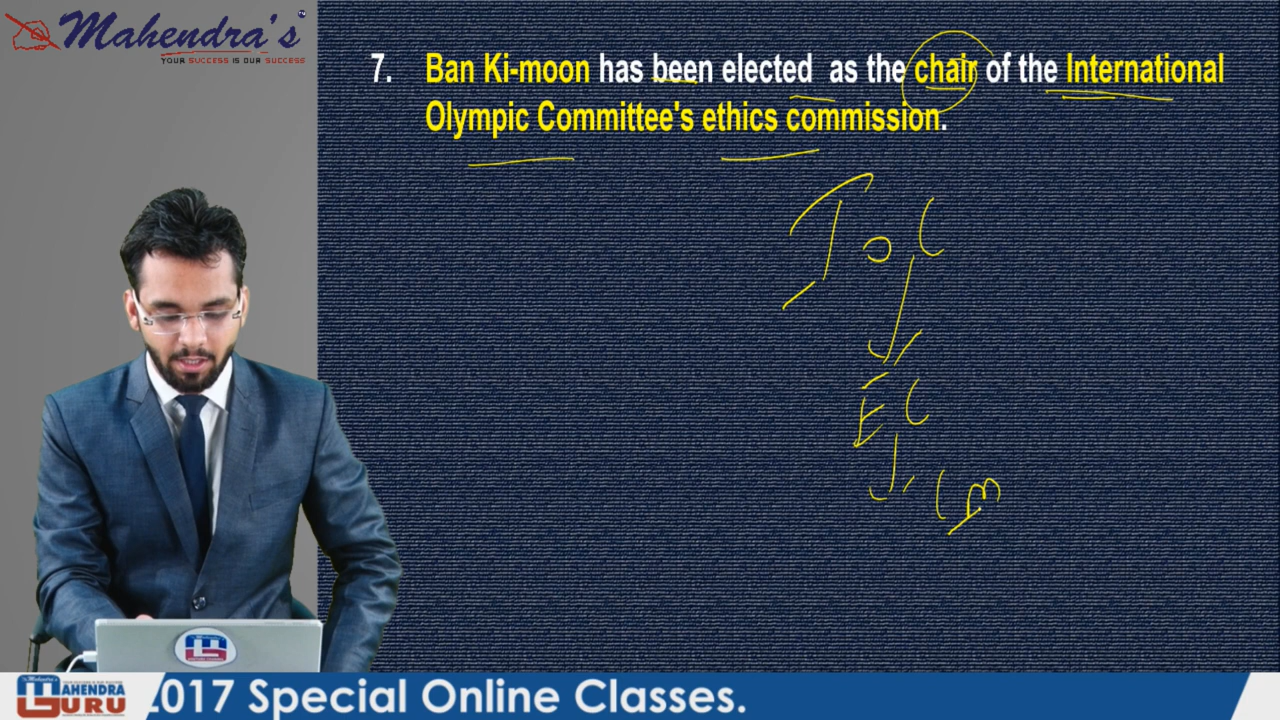 Mahendra's
YOUR SUCCESS IS OUR SUCCESS
7. Ban Ki-moon has been elected as the chair of the International
Olympic Committee's ethics commission.
IOC
EC
Cm
MAHENDRA
GURU
2017 Special Online Classes.